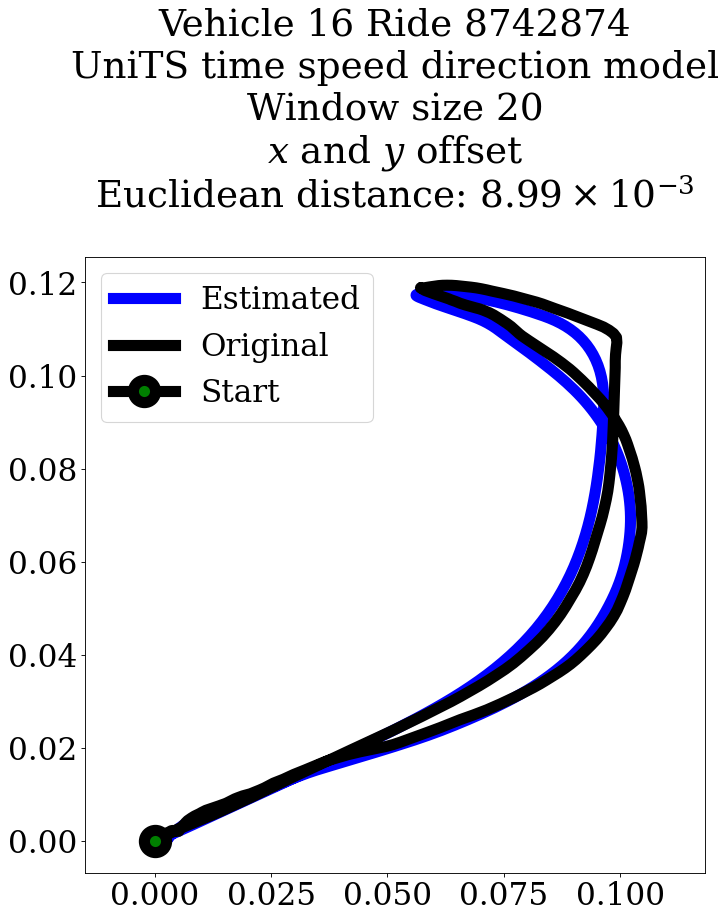 Vehicle 16 Ride 8742874
UniTS time speed direction model
Window size 20
x and y offset
Euclidean distance: 8.99 × 10⁻³
0.12
0.10
0.08
0.06
0.04
0.02
0.00
Estimated
Original
Start
0.000 0.025 0.050 0.075 0.100